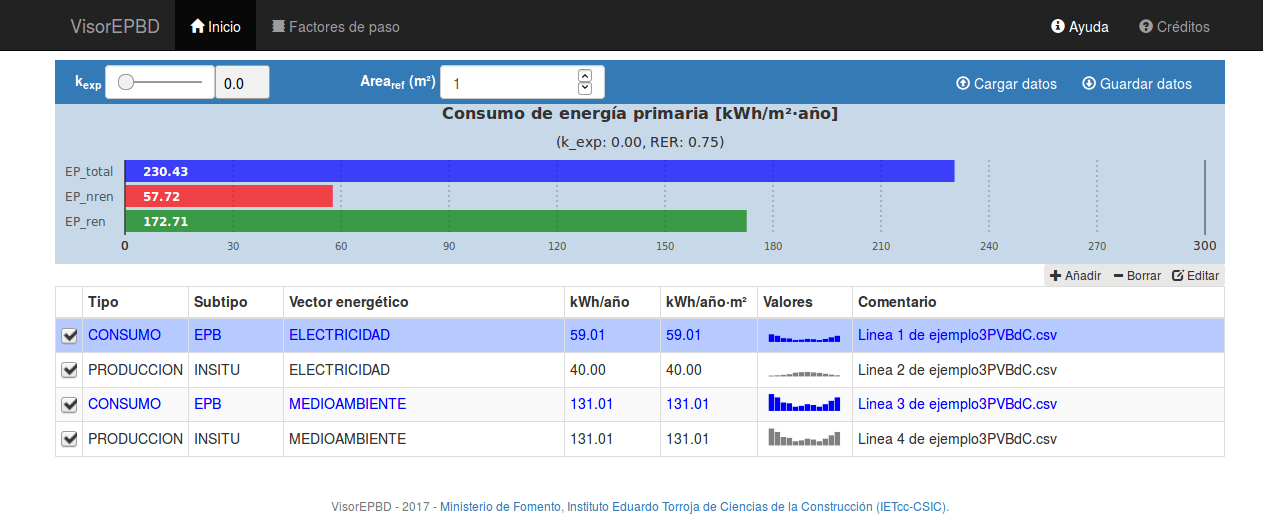 VisorEPBD Inicio Factores de paso Ayuda Créditos
kexp 0.0 Arearef (m²) 1 Cargar datos Guardar datos
Consumo de energía primaria [kWh/m²·año]
(k_exp: 0.00, RER: 0.75)
EP_total 230.43
EP_nren 57.72
EP_ren 172.71
0 30 60 90 120 150 180 210 240 270 300
Añadir Borrar Editar
Tipo Subtipo Vector energético kWh/año kWh/año·m² Valores Comentario
CONSUMO EPB ELECTRICIDAD 59.01 59.01 Linea 1 de ejemplo3PVBdC.csv
PRODUCCION INSITU ELECTRICIDAD 40.00 40.00 Linea 2 de ejemplo3PVBdC.csv
CONSUMO EPB MEDIOAMBIENTE 131.01 131.01 Linea 3 de ejemplo3PVBdC.csv
PRODUCCION INSITU MEDIOAMBIENTE 131.01 131.01 Linea 4 de ejemplo3PVBdC.csv
VisorEPBD - 2017 - Ministerio de Fomento, Instituto Eduardo Torroja de Ciencias de la Construcción (IETcc-CSIC).